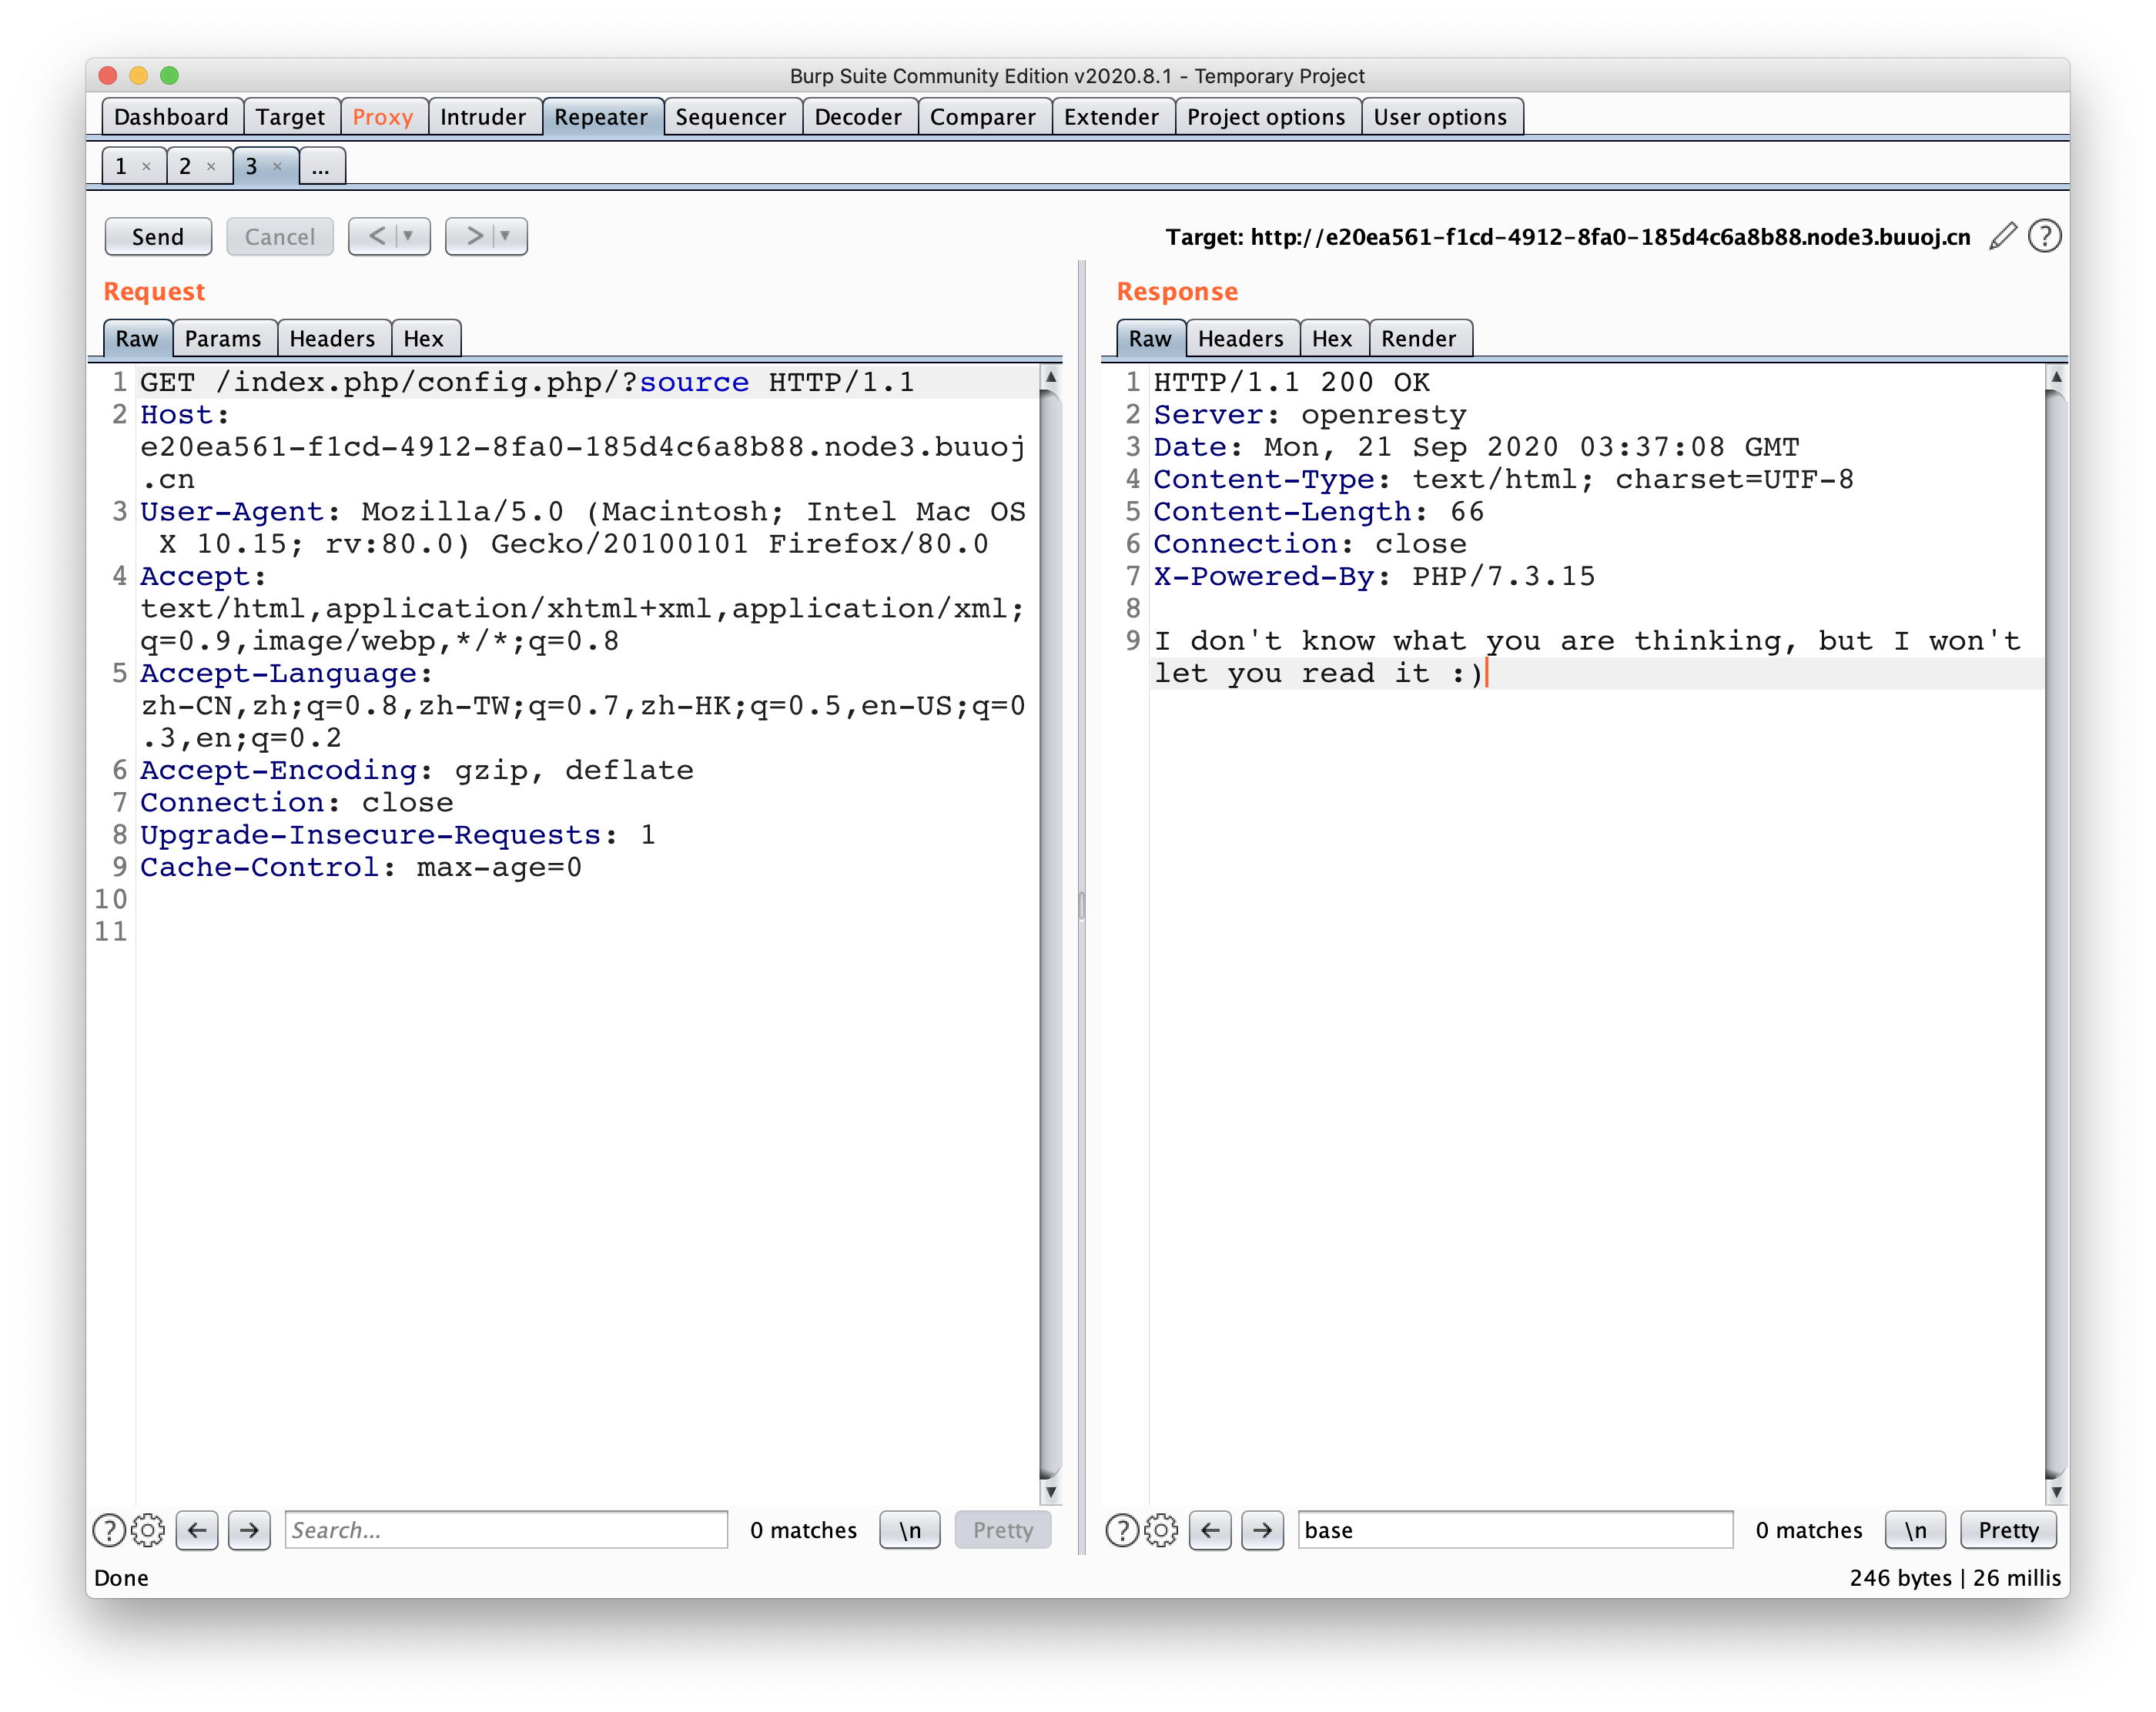 Burp Suite Community Edition v2020.8.1 - Temporary Project
Dashboard Target Proxy Intruder Repeater Sequencer Decoder Comparer Extender Project options User options
1 × 2 × 3 × ...
Send Cancel < > Target: http://e20ea561-f1cd-4912-8fa0-185d4c6a8b88.node3.buuoj.cn ?
Request
Raw Params Headers Hex
1 GET /index.php/config.php/?source HTTP/1.1
2 Host:
e20ea561-f1cd-4912-8fa0-185d4c6a8b88.node3.buuoj
.cn
3 User-Agent: Mozilla/5.0 (Macintosh; Intel Mac OS
X 10.15; rv:80.0) Gecko/20100101 Firefox/80.0
4 Accept:
text/html,application/xhtml+xml,application/xml;
q=0.9,image/webp,*/*;q=0.8
5 Accept-Language:
zh-CN,zh;q=0.8,zh-TW;q=0.7,zh-HK;q=0.5,en-US;q=0
.3,en;q=0.2
6 Accept-Encoding: gzip, deflate
7 Connection: close
8 Upgrade-Insecure-Requests: 1
9 Cache-Control: max-age=0
10
11
? Search... 0 matches \n Pretty
Response
Raw Headers Hex Render
1 HTTP/1.1 200 OK
2 Server: openresty
3 Date: Mon, 21 Sep 2020 03:37:08 GMT
4 Content-Type: text/html; charset=UTF-8
5 Content-Length: 66
6 Connection: close
7 X-Powered-By: PHP/7.3.15
8
9 I don't know what you are thinking, but I won't
let you read it :)
? base 0 matches \n Pretty
Done 246 bytes | 26 millis